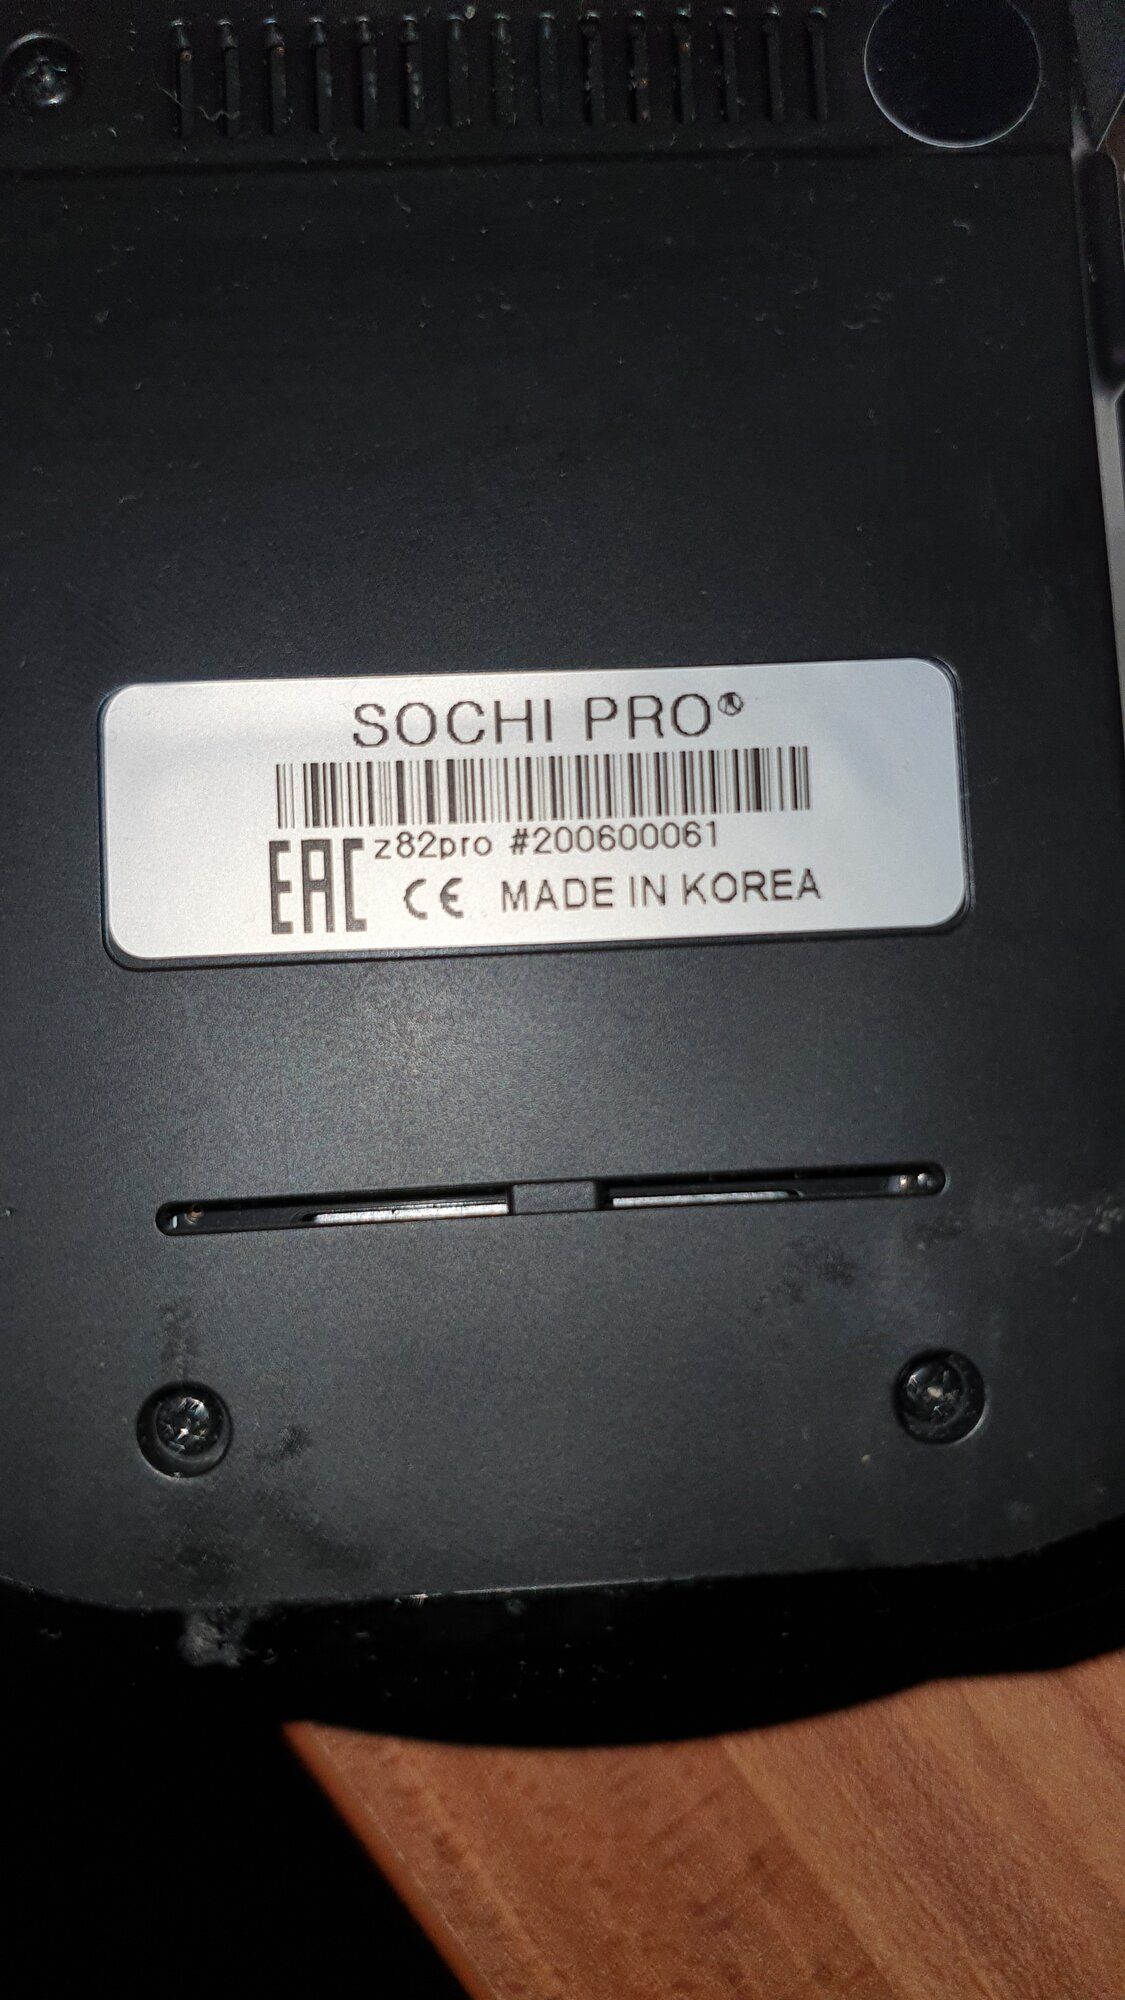 SOCHI PRO®
z82pro #200600061
EAC CE MADE IN KOREA